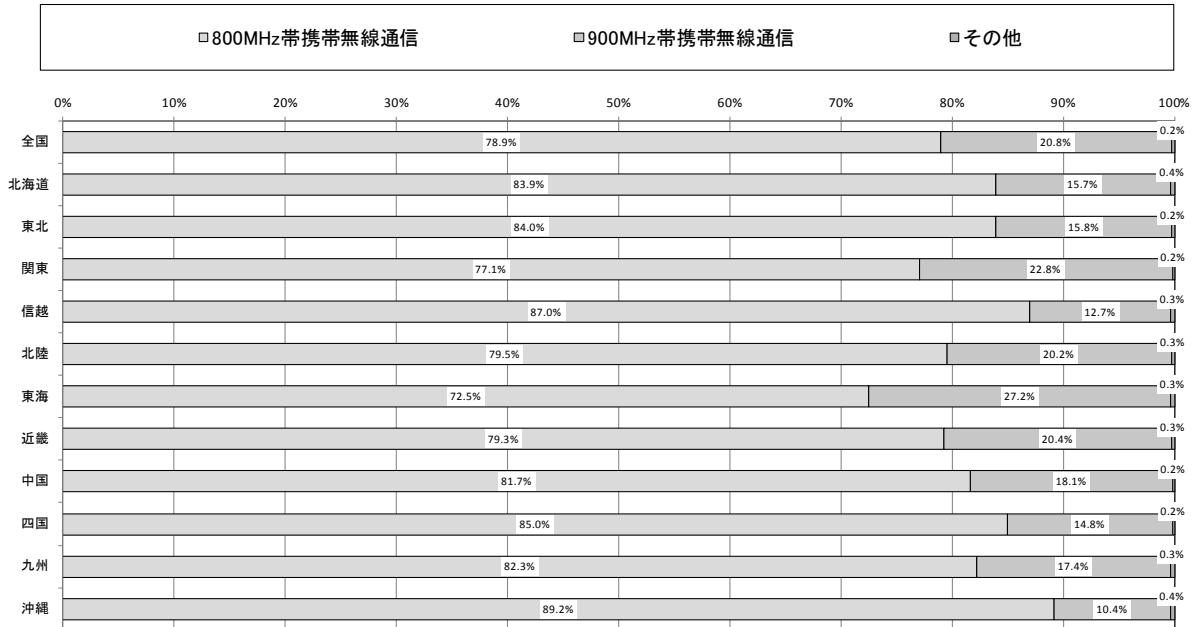 800MHz帯携帯無線通信 900MHz帯携帯無線通信 その他
0% 10% 20% 30% 40% 50% 60% 70% 80% 90% 100%
全国 78.9% 20.8% 0.2%
北海道 83.9% 15.7% 0.4%
東北 84.0% 15.8% 0.2%
関東 77.1% 22.8% 0.2%
信越 87.0% 12.7% 0.3%
北陸 79.5% 20.2% 0.3%
東海 72.5% 27.2% 0.3%
近畿 79.3% 20.4% 0.3%
中国 81.7% 18.1% 0.2%
四国 85.0% 14.8% 0.2%
九州 82.3% 17.4% 0.3%
沖縄 89.2% 10.4% 0.4%